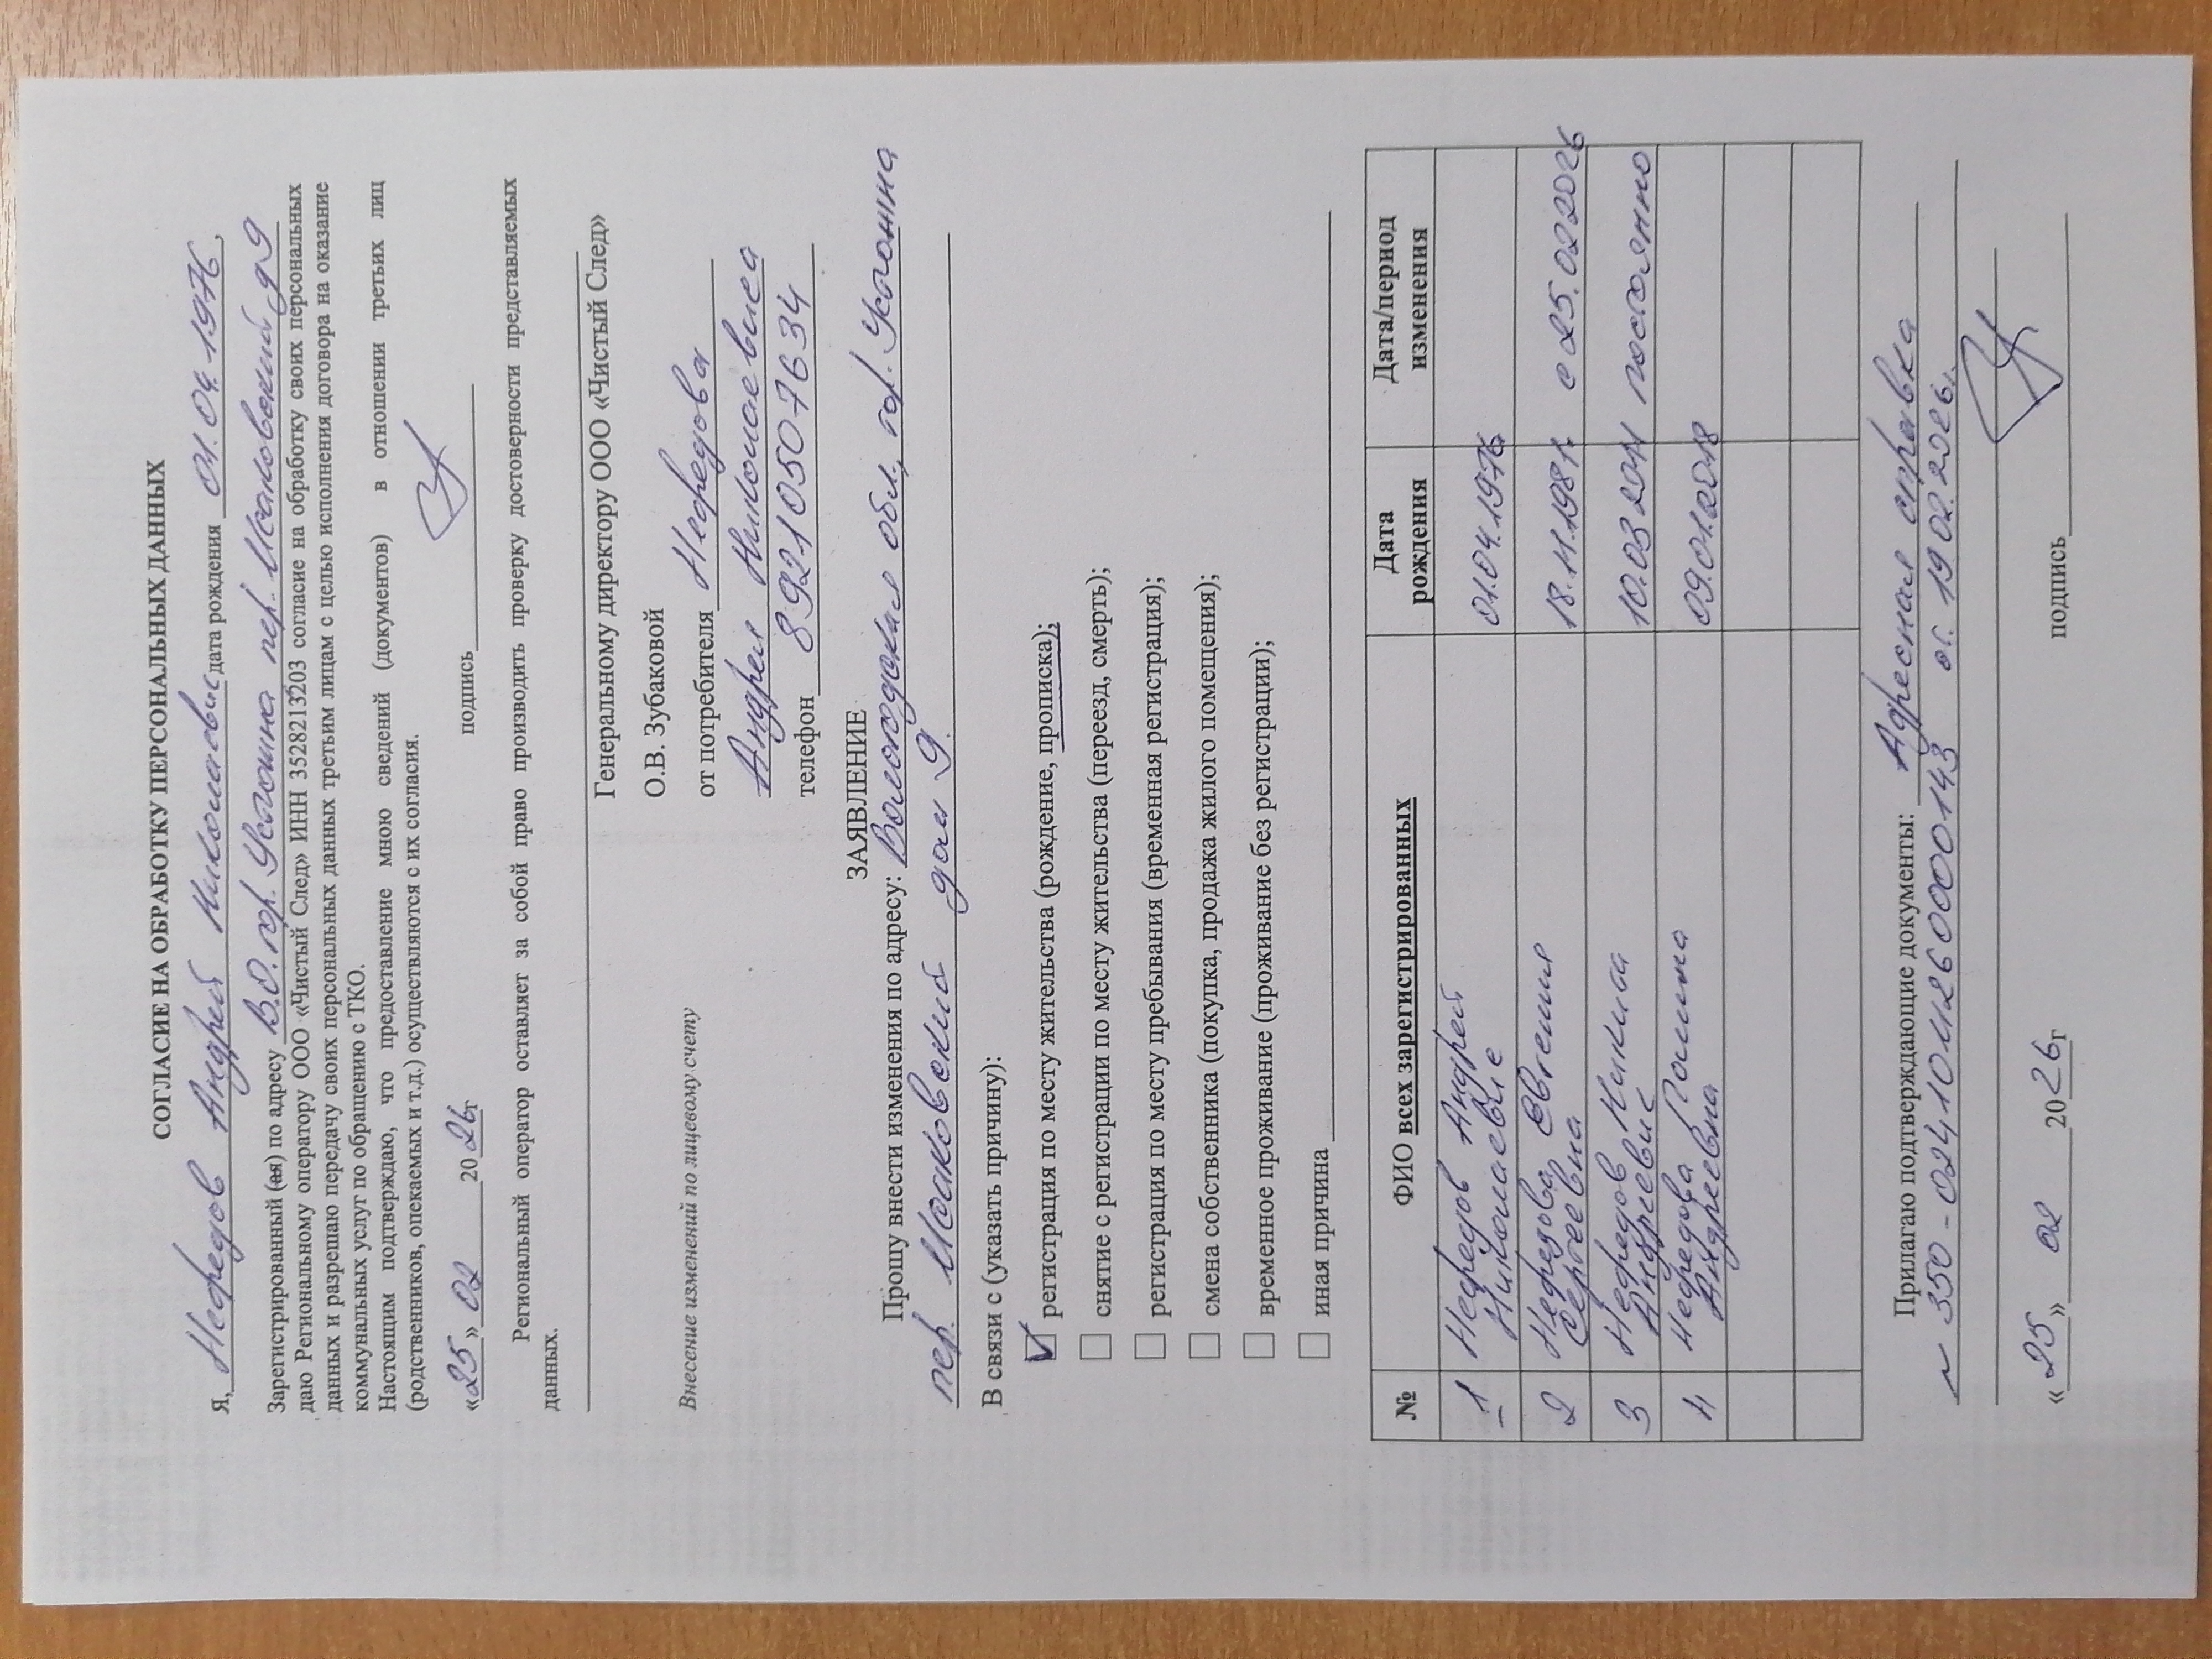 СОГЛАСИЕ НА ОБРАБОТКУ ПЕРСОНАЛЬНЫХ ДАННЫХ
Я, Нефедов Андрей Николаевич дата рождения 01.04.1976,
Зарегистрированный (ая) по адресу В.О. гор. Устюжна пер. Маяковский д 9
даю Региональному оператору ООО «Чистый След» ИНН 3528213203 согласие на обработку своих персональных
данных и разрешаю передачу своих персональных данных третьим лицам с целью исполнения договора на оказание
коммунальных услуг по обращению с ТКО.
Настоящим подтверждаю, что предоставление мною сведений (документов) в отношении третьих лиц
(родственников, опекаемых и т.д.) осуществляются с их согласия.
«25» 02 2026г подпись
Региональный оператор оставляет за собой право производить проверку достоверности представляемых
данных.
Генеральному директору ООО «Чистый След»
О.В. Зубаковой
Внесение изменений по лицевому счету
от потребителя Нефедова
Андрея Николаевича
телефон 89210507634
ЗАЯВЛЕНИЕ
Прошу внести изменения по адресу: Вологодская обл., гор. Устюжна
пер. Маяковский дом 9.
В связи с (указать причину):
регистрация по месту жительства (рождение, прописка);
снятие с регистрации по месту жительства (переезд, смерть);
регистрация по месту пребывания (временная регистрация);
смена собственника (покупка, продажа жилого помещения);
временное проживание (проживание без регистрации);
иная причина
№ ФИО всех зарегистрированных Дата рождения Дата/период изменения
1 Нефедов Андрей Николаевич 01.04.1976
2 Нефедова Евгения Сергеевна 18.11.1981 с 25.02 2026
3 Нефедов Никита Андреевич 10.03 2011 постоянно
4 Нефедова Полина Андреевна 09.01.2018
Прилагаю подтверждающие документы: Адресная справка
~ 350-0241011260000143 от. 19 02 2026г.
«25» 02 2026г подпись